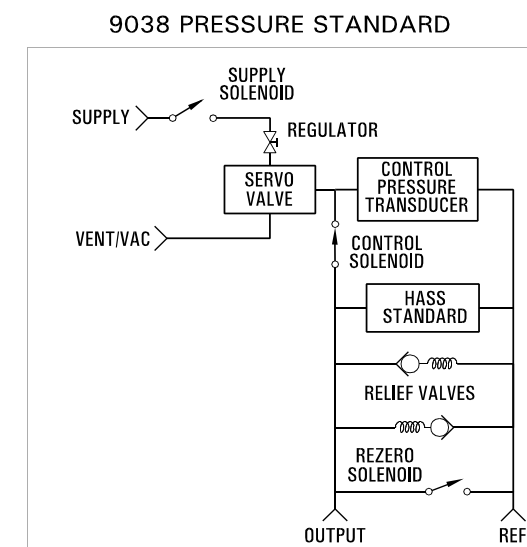 9038 PRESSURE STANDARD
SUPPLY
SOLENOID
SUPPLY
REGULATOR
SERVO
VALVE
CONTROL
PRESSURE
TRANSDUCER
VENT/VAC
CONTROL
SOLENOID
HASS
STANDARD
RELIEF VALVES
REZERO
SOLENOID
OUTPUT
REF